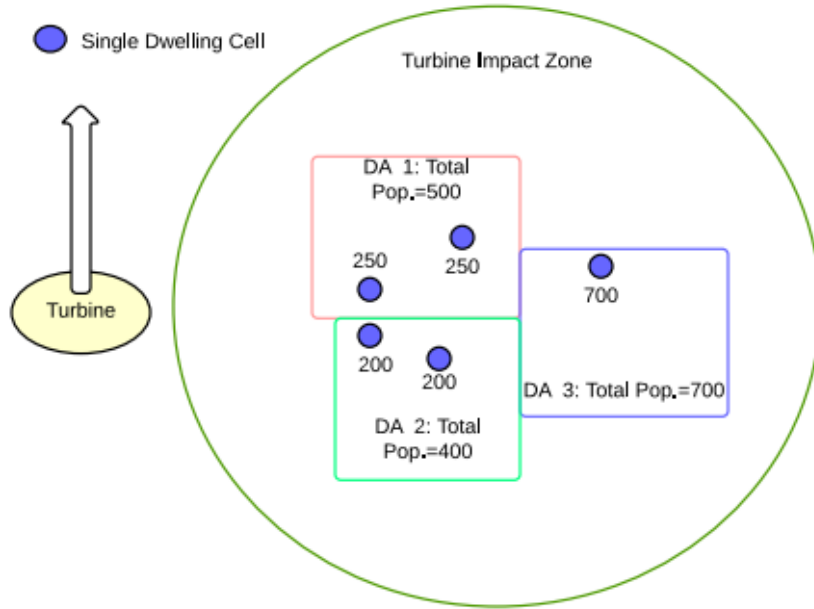 Single Dwelling Cell
Turbine Impact Zone
DA 1: Total
Pop.=500
250
250
700
Turbine
200
200
DA 3: Total Pop.=700
DA 2: Total
Pop.=400